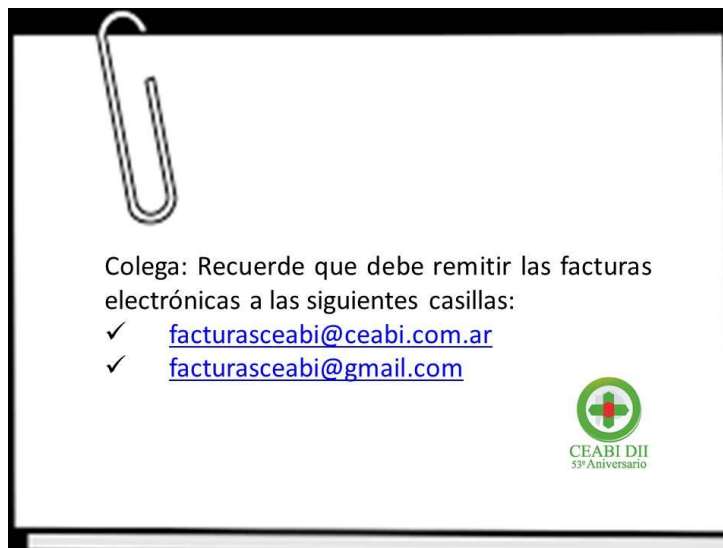 Colega: Recuerde que debe remitir las facturas
electrónicas a las siguientes casillas:
✓ facturasceabi@ceabi.com.ar
✓ facturasceabi@gmail.com
CEABI DII
53º Aniversario